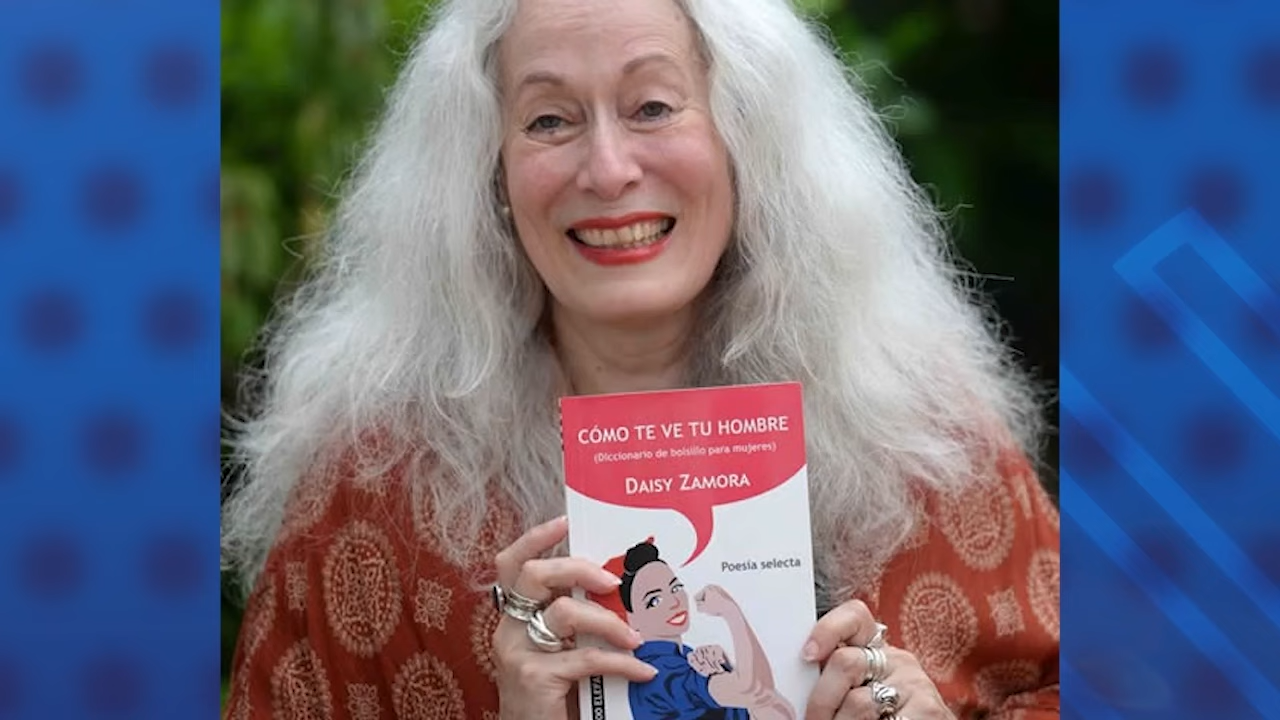 CÓMO TE VE TU HOMBRE
(Diccionario de bolsillo para mujeres)
DAISY ZAMORA
Poesía selecta